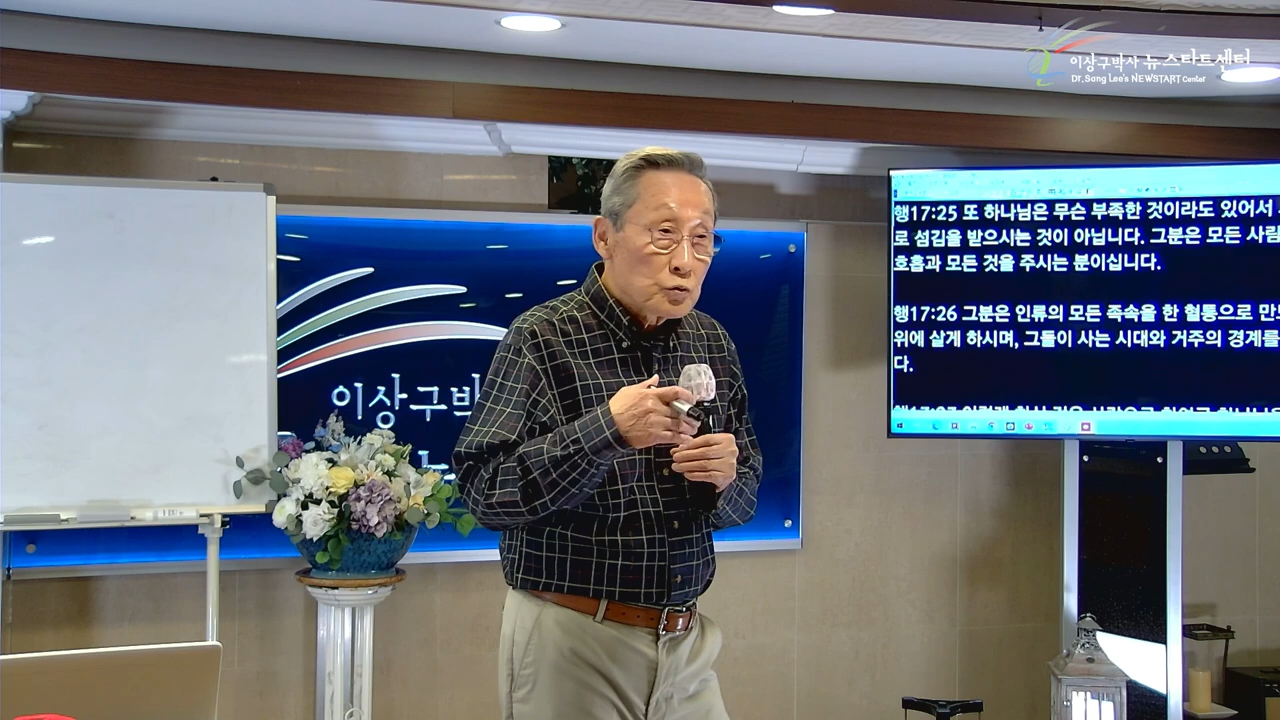 이상구박사 뉴스타트센터
Dr. Sang Lee's NEWSTART Center
행17:25 또 하나님은 무슨 부족한 것이라도 있어서
로 섬김을 받으시는 것이 아닙니다. 그분은 모든 사람
호흡과 모든 것을 주시는 분이십니다.
행17:26 그분은 인류의 모든 족속을 한 혈통으로
위에 살게 하시며, 그들이 사는 시대와 거주의 경계를
다.
이상구박